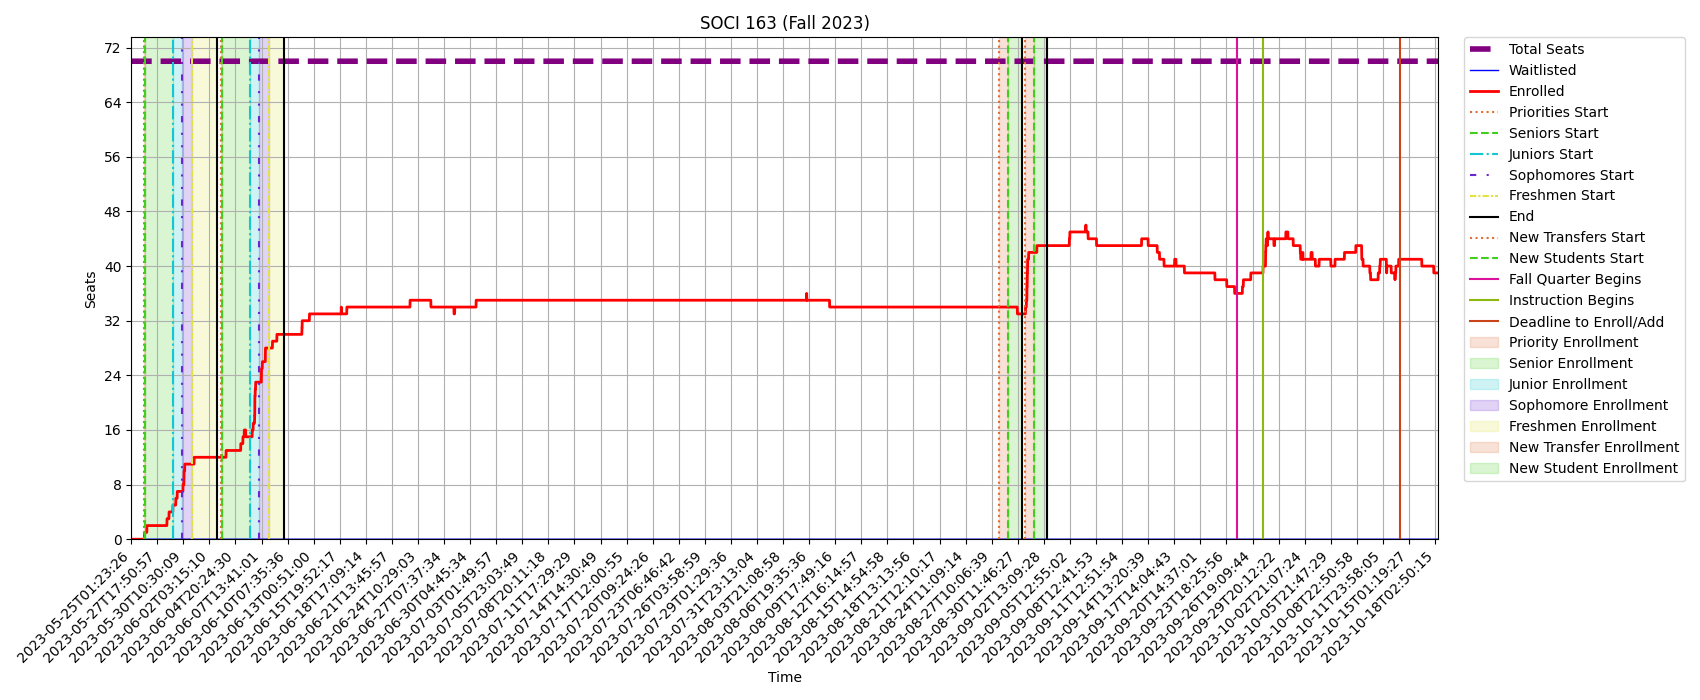 SOCI 163 (Fall 2023)
72
64
56
48
40
32
24
16
8
0
Seats
2023-05-25T01:23:26
2023-05-27T17:50:57
2023-05-30T10:30:09
2023-06-02T03:15:10
2023-06-04T20:24:30
2023-06-07T13:41:01
2023-06-10T07:35:36
2023-06-13T00:51:00
2023-06-15T19:52:17
2023-06-18T17:09:14
2023-06-21T13:45:57
2023-06-24T10:29:03
2023-06-27T07:37:34
2023-06-30T04:45:34
2023-07-03T01:49:57
2023-07-05T23:03:49
2023-07-08T20:11:18
2023-07-11T17:29:29
2023-07-14T14:30:49
2023-07-17T12:00:55
2023-07-20T09:24:26
2023-07-23T06:46:42
2023-07-26T03:58:59
2023-07-29T01:29:36
2023-07-31T23:13:04
2023-08-03T21:08:58
2023-08-06T19:35:36
2023-08-09T17:49:16
2023-08-12T16:14:57
2023-08-15T14:54:58
2023-08-18T13:13:56
2023-08-21T12:10:17
2023-08-24T11:09:14
2023-08-27T10:06:39
2023-08-30T11:46:27
2023-09-02T13:09:28
2023-09-05T12:55:02
2023-09-08T12:41:53
2023-09-11T12:51:54
2023-09-14T13:20:39
2023-09-17T14:04:43
2023-09-20T14:37:01
2023-09-23T18:25:56
2023-09-26T19:09:44
2023-09-29T20:12:22
2023-10-02T21:07:24
2023-10-05T21:47:29
2023-10-08T22:50:58
2023-10-11T23:58:05
2023-10-15T01:19:27
2023-10-18T02:50:15
Time
Total Seats
Waitlisted
Enrolled
Priorities Start
Seniors Start
Juniors Start
Sophomores Start
Freshmen Start
End
New Transfers Start
New Students Start
Fall Quarter Begins
Instruction Begins
Deadline to Enroll/Add
Priority Enrollment
Senior Enrollment
Junior Enrollment
Sophomore Enrollment
Freshmen Enrollment
New Transfer Enrollment
New Student Enrollment